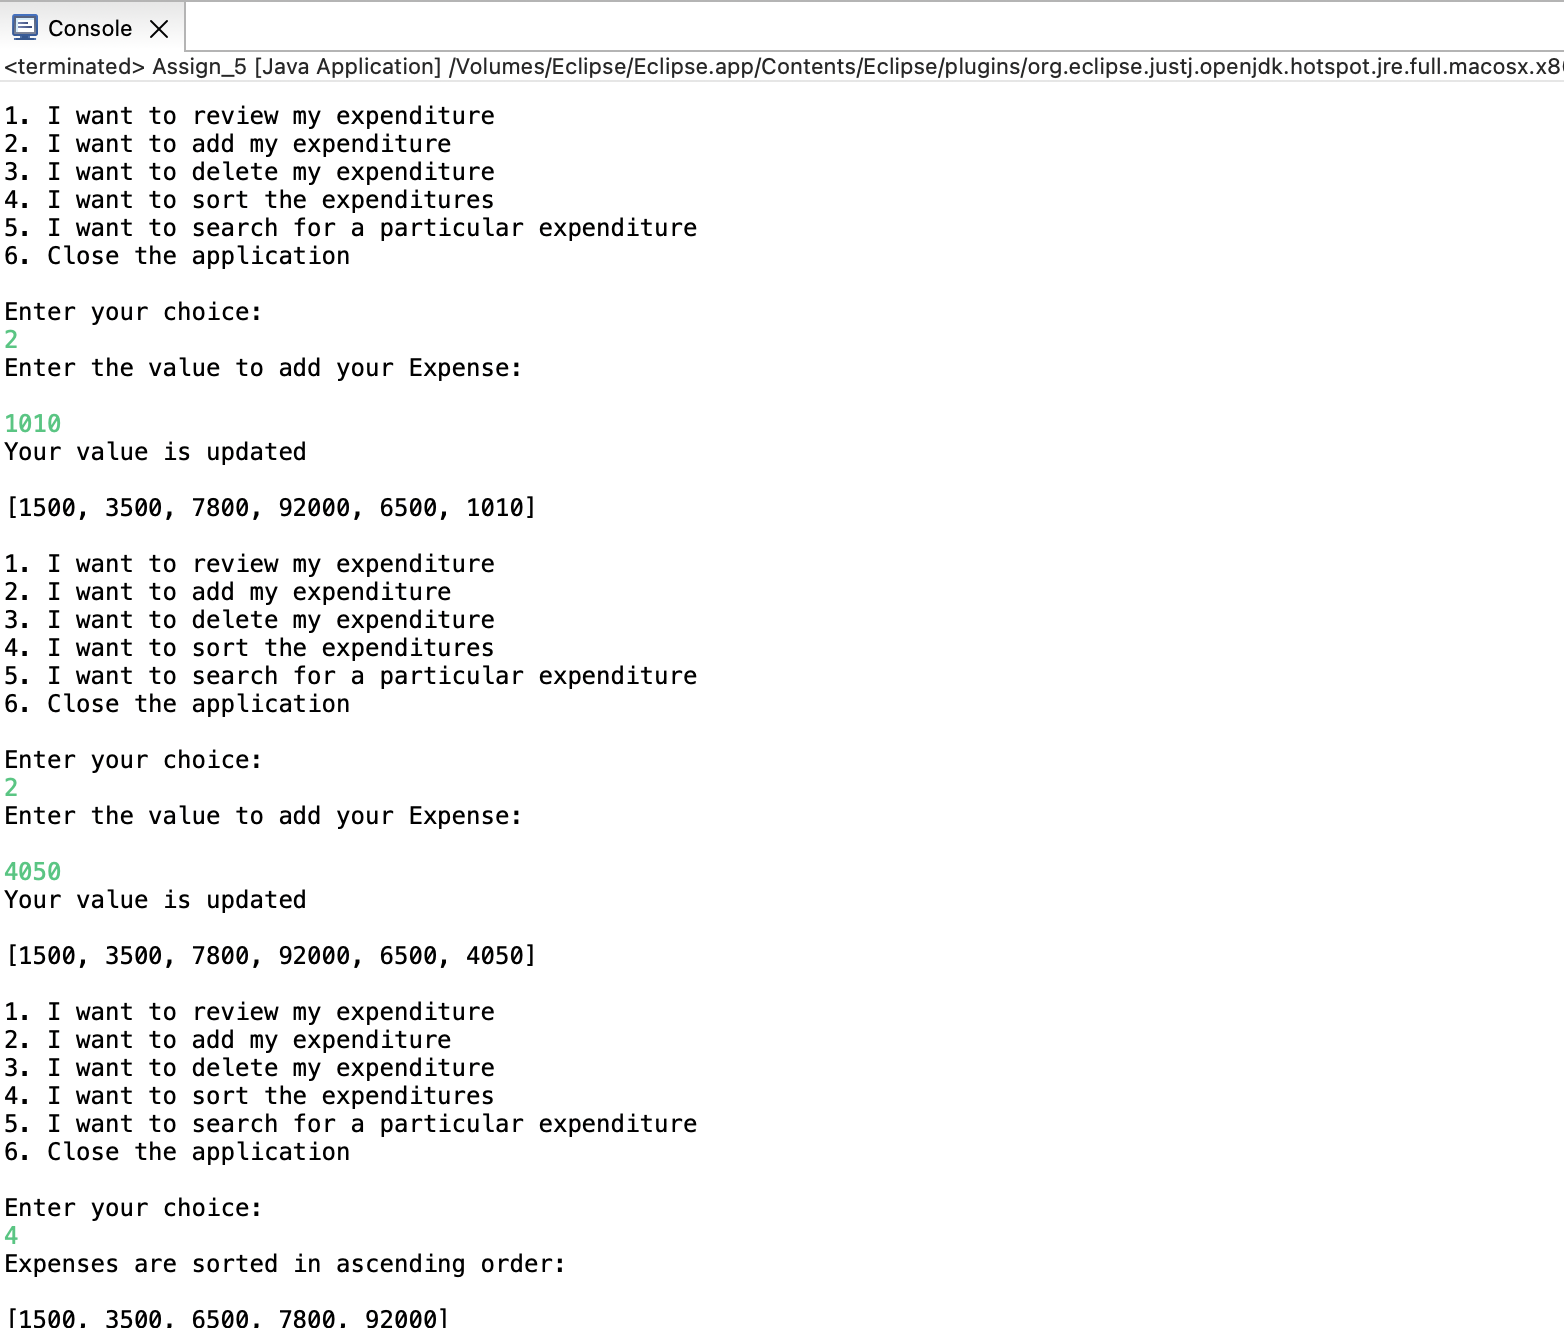 Console
<terminated> Assign_5 [Java Application] /Volumes/Eclipse/Eclipse.app/Contents/Eclipse/plugins/org.eclipse.justj.openjdk.hotspot.jre.full.macosx.x8
1. I want to review my expenditure
2. I want to add my expenditure
3. I want to delete my expenditure
4. I want to sort the expenditures
5. I want to search for a particular expenditure
6. Close the application
Enter your choice:
2
Enter the value to add your Expense:
1010
Your value is updated
[1500, 3500, 7800, 92000, 6500, 1010]
1. I want to review my expenditure
2. I want to add my expenditure
3. I want to delete my expenditure
4. I want to sort the expenditures
5. I want to search for a particular expenditure
6. Close the application
Enter your choice:
2
Enter the value to add your Expense:
4050
Your value is updated
[1500, 3500, 7800, 92000, 6500, 4050]
1. I want to review my expenditure
2. I want to add my expenditure
3. I want to delete my expenditure
4. I want to sort the expenditures
5. I want to search for a particular expenditure
6. Close the application
Enter your choice:
4
Expenses are sorted in ascending order:
[1500, 3500, 6500, 7800, 92000]